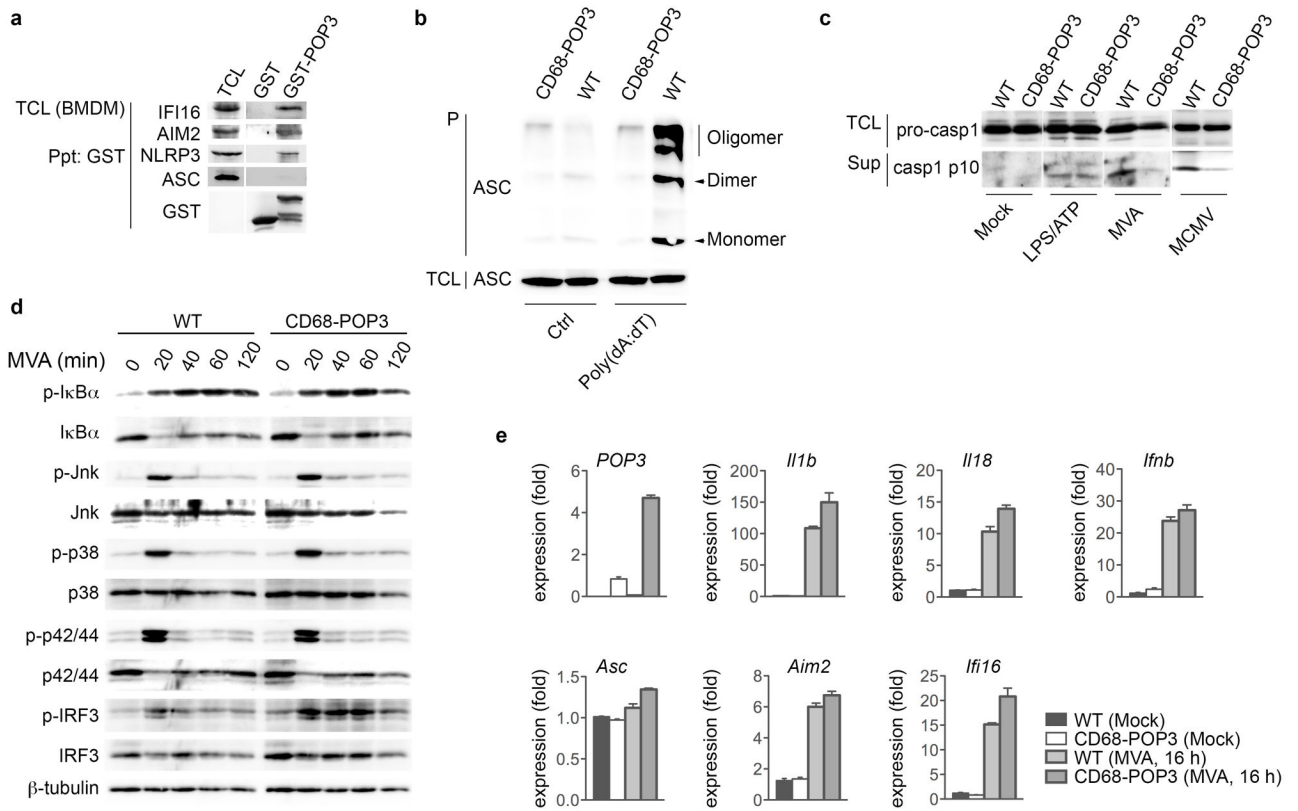 a
TCL
GST
GST-POP3
TCL (BMDM)
Ppt: GST
IFI16
AIM2
NLRP3
ASC
GST
b
CD68-POP3
WT
CD68-POP3
WT
P
ASC
Oligomer
Dimer
Monomer
TCL
ASC
Ctrl
Poly(dA:dT)
c
WT
CD68-POP3
WT
CD68-POP3
WT
CD68-POP3
WT
CD68-POP3
TCL
pro-casp1
Sup
casp1 p10
Mock
LPS/ATP
MVA
MCMV
d
WT
CD68-POP3
MVA (min)
0 20 40 60 120
0 20 40 60 120
p-IκBα
IκBα
p-Jnk
Jnk
p-p38
p38
p-p42/44
p42/44
p-IRF3
IRF3
β-tubulin
e
POP3
expression (fold)
6
4
2
0
Il1b
expression (fold)
200
150
100
50
0
Il18
expression (fold)
20
15
10
5
0
Ifnb
expression (fold)
40
30
20
10
0
Asc
expression (fold)
1.5
1.0
0.5
0.0
Aim2
expression (fold)
8
6
4
2
0
Ifi16
expression (fold)
25
20
15
10
5
0
WT (Mock)
CD68-POP3 (Mock)
WT (MVA, 16 h)
CD68-POP3 (MVA, 16 h)